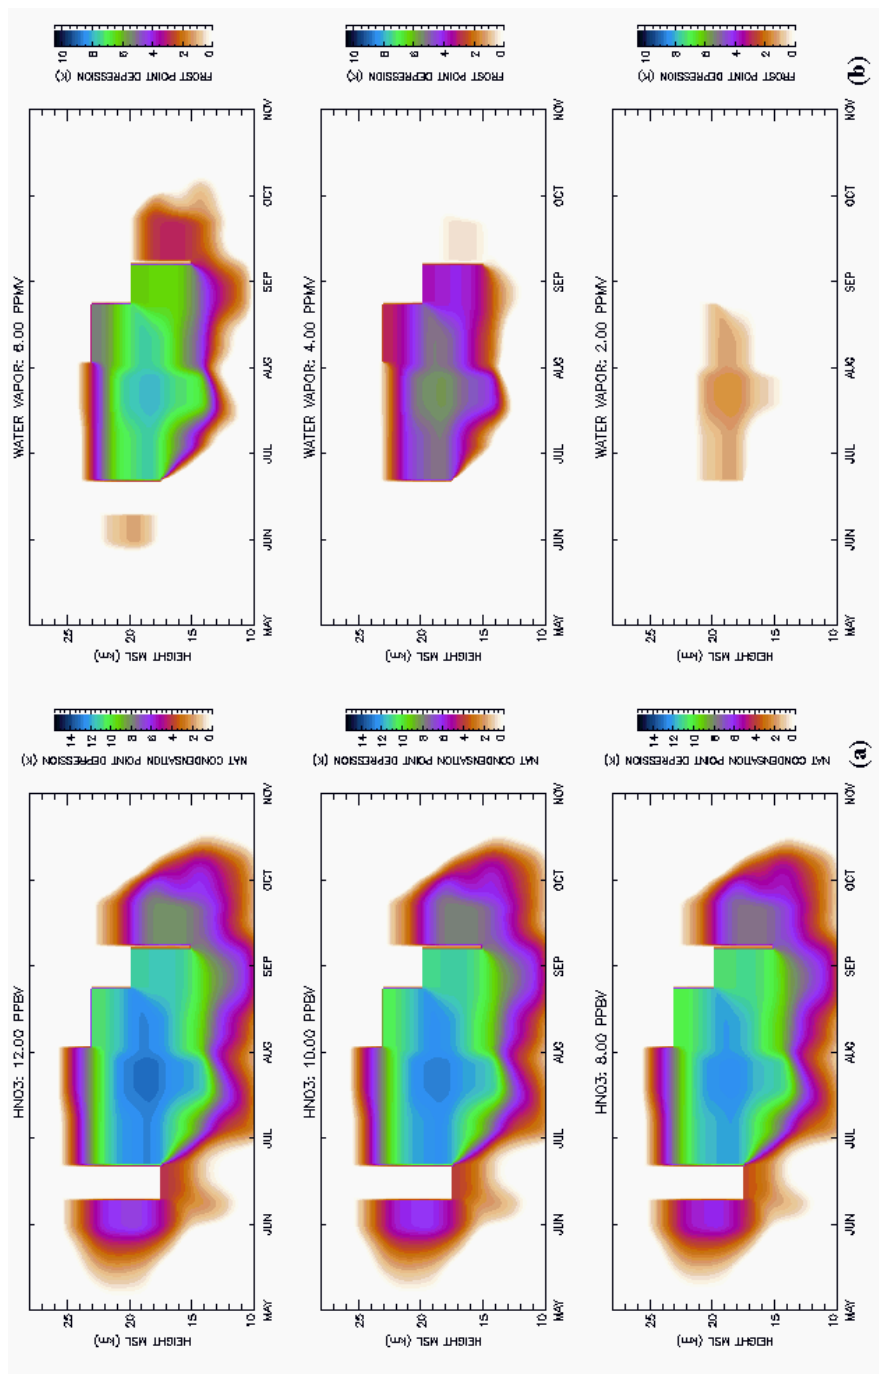 HNO3: 12.00 PPBV
HEIGHT MSL (km)
25
20
15
10
MAY JUN JUL AUG SEP OCT NOV
NAT CONDENSATION POINT DEPRESSION (K)
14
12
10
8
6
4
2
0
HNO3: 10.00 PPBV
HEIGHT MSL (km)
25
20
15
10
MAY JUN JUL AUG SEP OCT NOV
NAT CONDENSATION POINT DEPRESSION (K)
14
12
10
8
6
4
2
0
HNO3: 8.00 PPBV
HEIGHT MSL (km)
25
20
15
10
MAY JUN JUL AUG SEP OCT NOV
NAT CONDENSATION POINT DEPRESSION (K)
14
12
10
8
6
4
2
0
(a)
WATER VAPOR: 6.00 PPMV
HEIGHT MSL (km)
25
20
15
10
MAY JUN JUL AUG SEP OCT NOV
FROST POINT DEPRESSION (K)
10
8
6
4
2
0
WATER VAPOR: 4.00 PPMV
HEIGHT MSL (km)
25
20
15
10
MAY JUN JUL AUG SEP OCT NOV
FROST POINT DEPRESSION (K)
10
8
6
4
2
0
WATER VAPOR: 2.00 PPMV
HEIGHT MSL (km)
25
20
15
10
MAY JUN JUL AUG SEP OCT NOV
FROST POINT DEPRESSION (K)
10
8
6
4
2
0
(b)